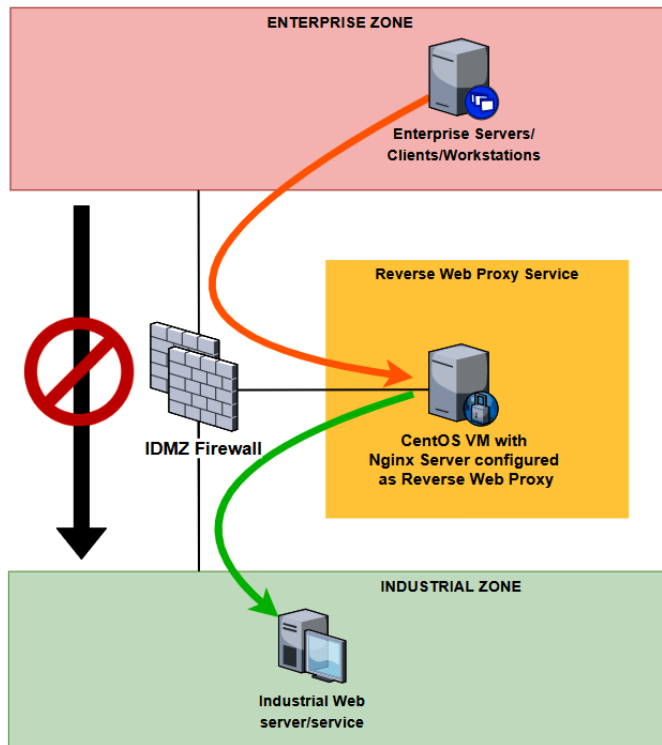 ENTERPRISE ZONE
Enterprise Servers/
Clients/Workstations
Reverse Web Proxy Service
IDMZ Firewall
CentOS VM with
Nginx Server configured
as Reverse Web Proxy
INDUSTRIAL ZONE
Industrial Web
server/service